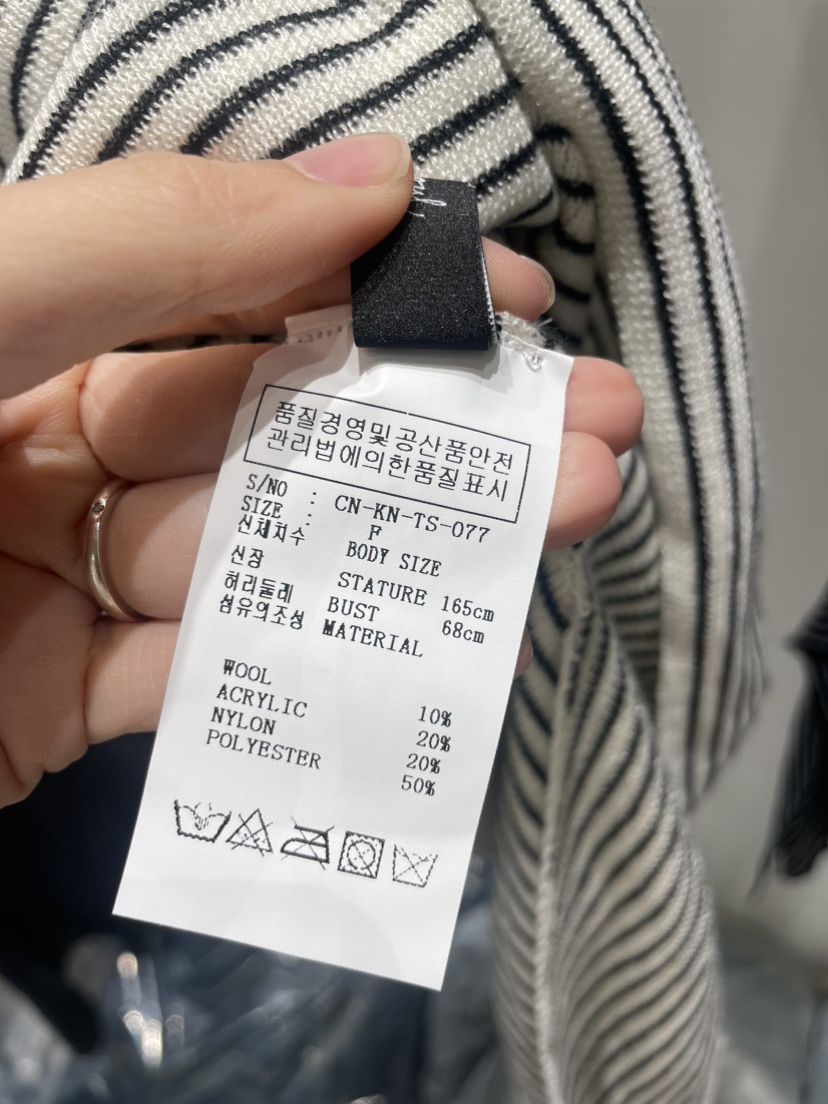 품질경영및공산품안전
관리법에의한품질표시
S/NO : CN-KN-TS-077
SIZE : F
신체치수 BODY SIZE
신장 STATURE 165cm
허리둘레 BUST 68cm
섬유의조성 MATERIAL
WOOL 10%
ACRYLIC 20%
NYLON 20%
POLYESTER 50%